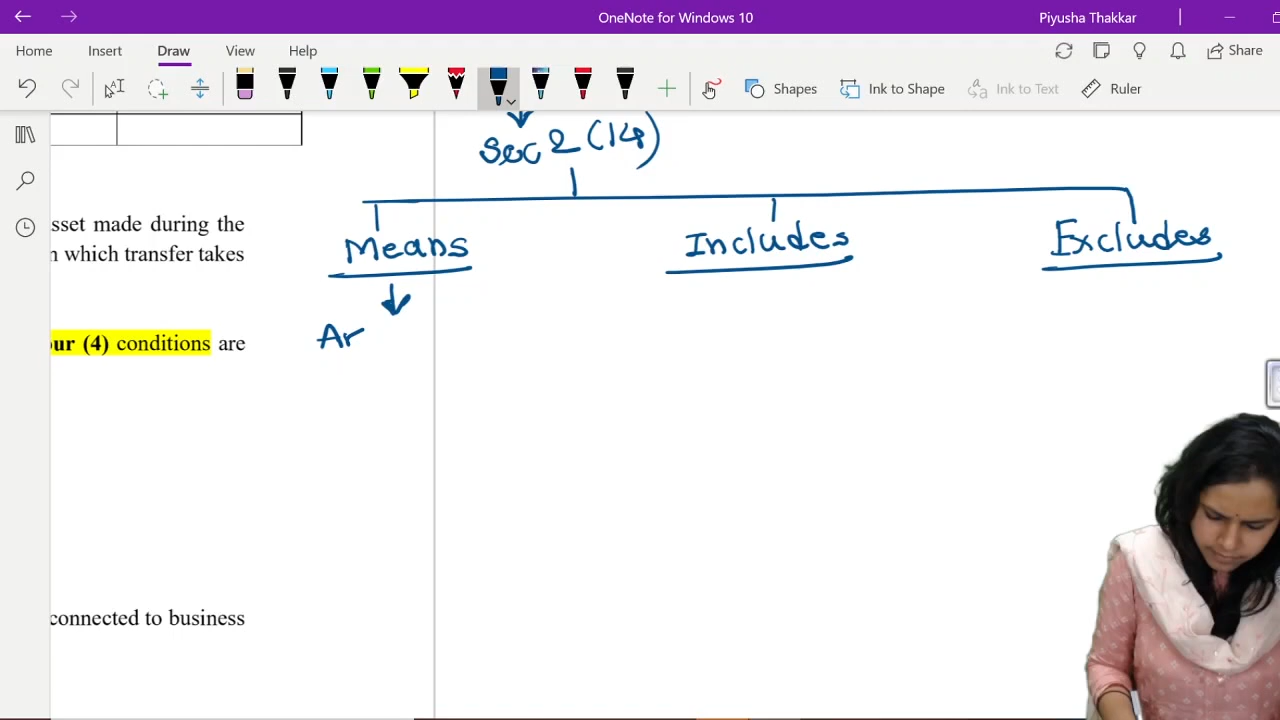 OneNote for Windows 10
Piyusha Thakkar
Home Insert Draw View Help
Share
Shapes Ink to Shape Ink to Text Ruler
sec 2 (14)
sset made during the
n which transfer takes
Means Includes Excludes
Ar
ur (4) conditions are
connected to business